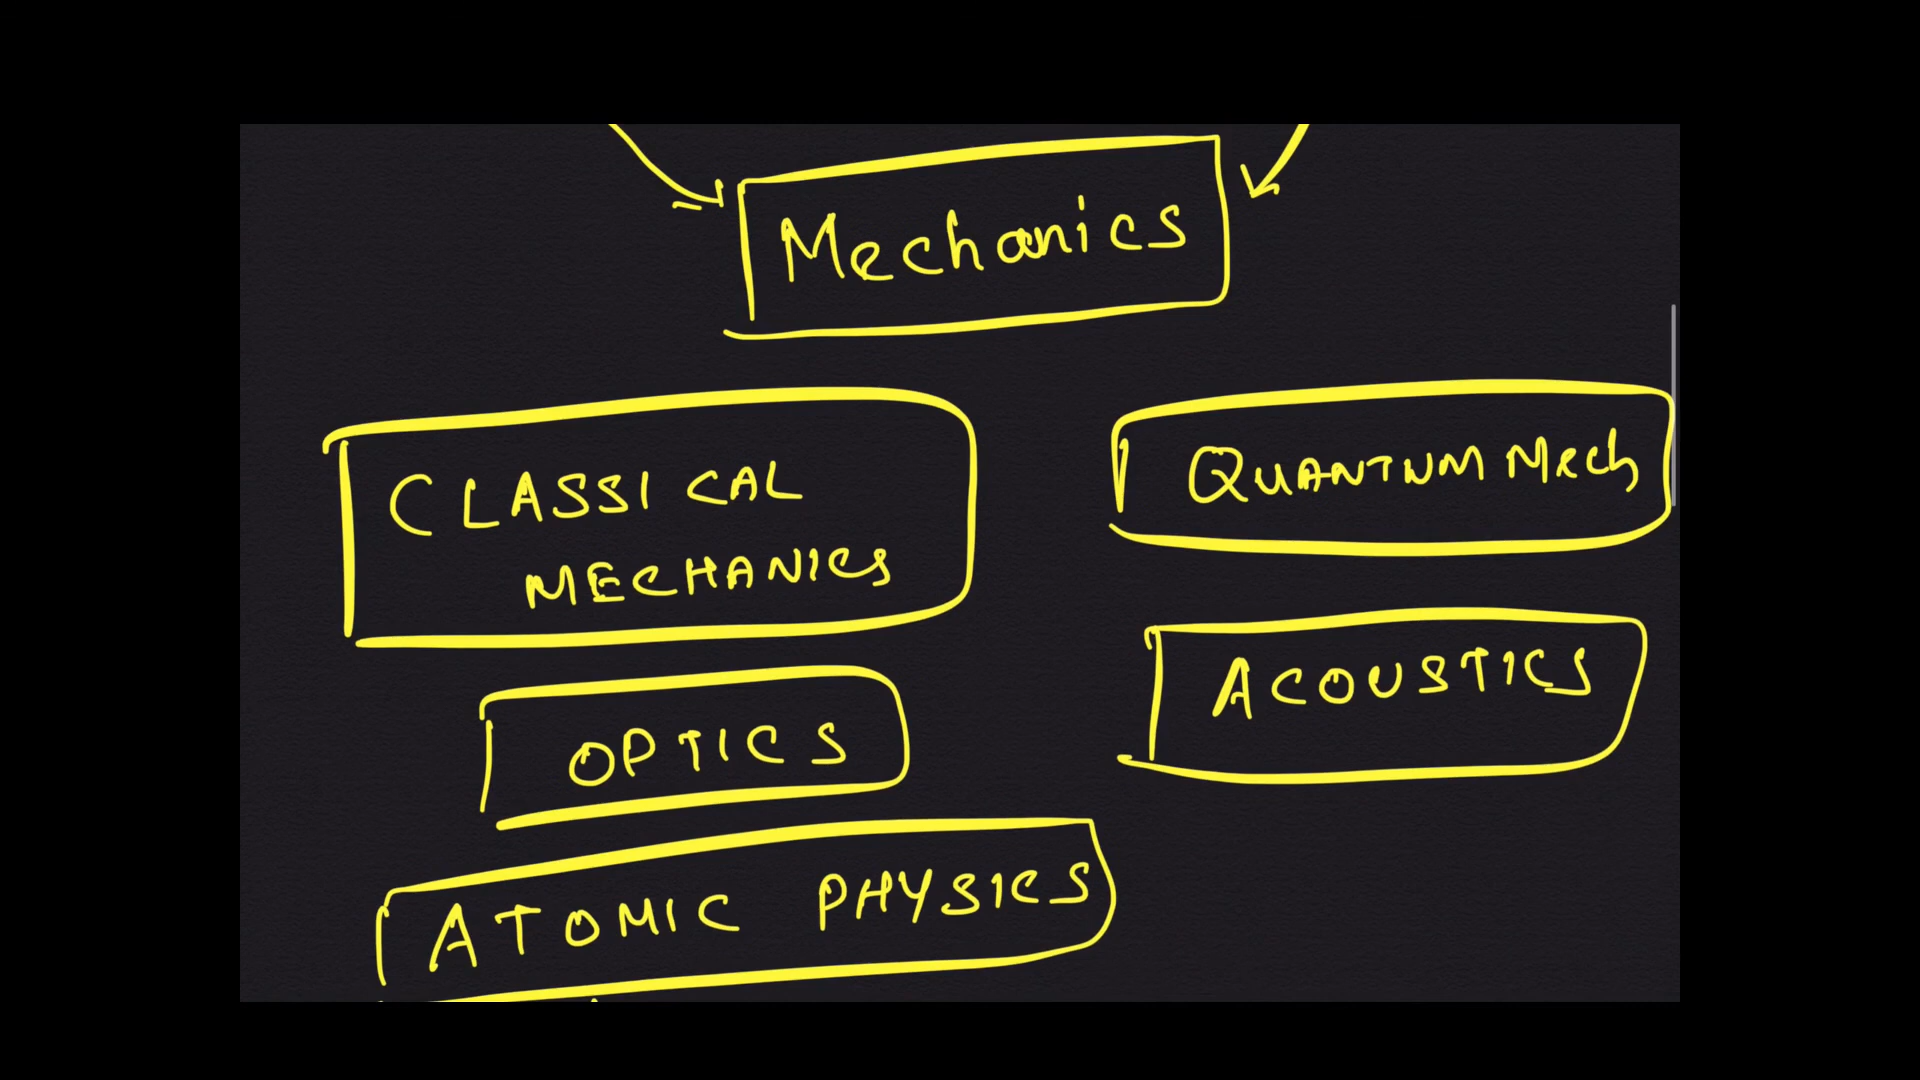 Mechanics
CLASSICAL
MECHANICS
QUANTUM Mech
ACOUSTICS
OPTICS
ATOMIC PHYSICS